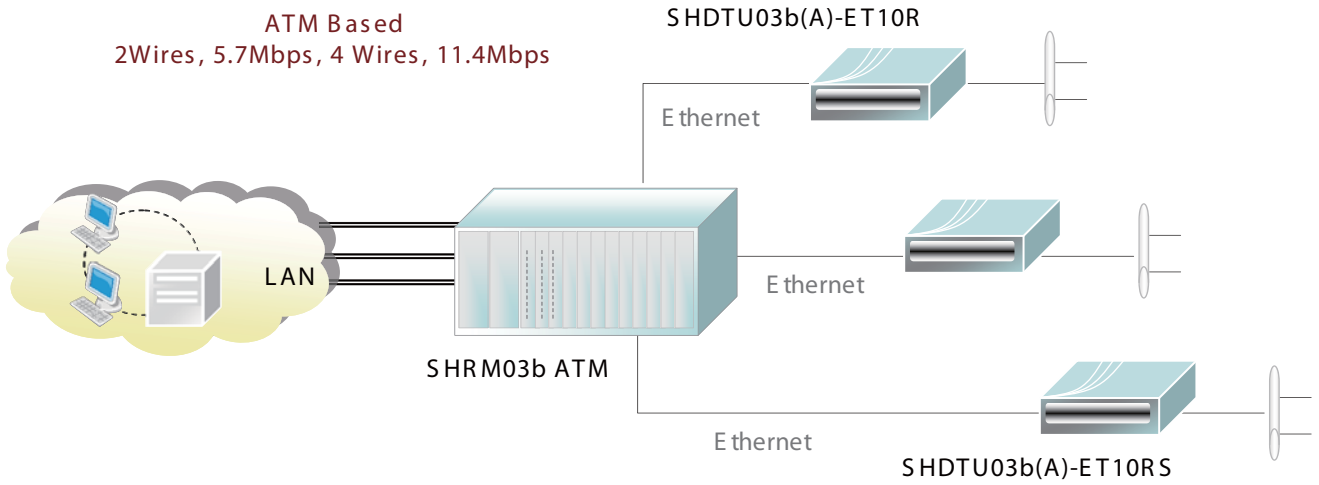 ATM Based
2Wires, 5.7Mbps, 4 Wires, 11.4Mbps
SHDTU03b(A)-ET10R
Ethernet
LAN
Ethernet
SHRM03b ATM
Ethernet
SHDTU03b(A)-ET10RS